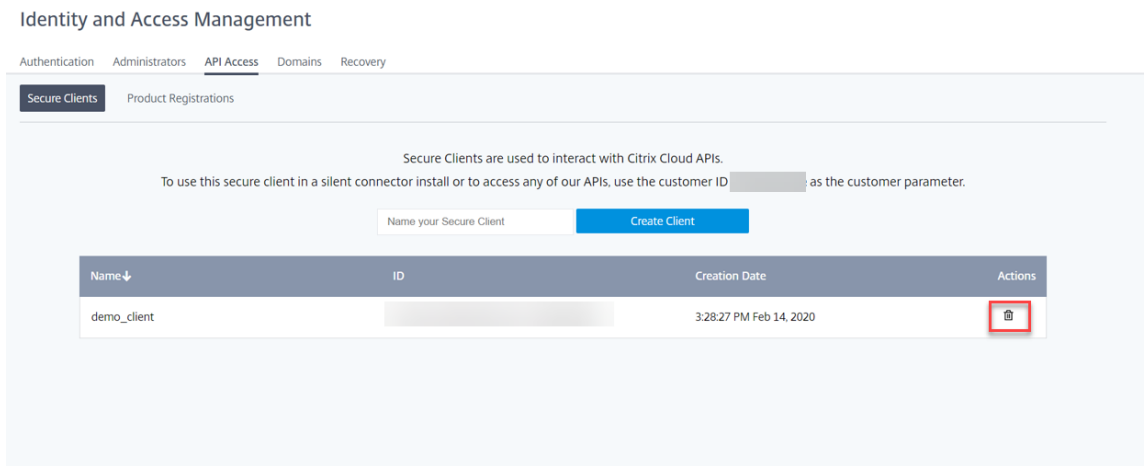 Identity and Access Management
Authentication Administrators API Access Domains Recovery
Secure Clients Product Registrations
Secure Clients are used to interact with Citrix Cloud APIs.
To use this secure client in a silent connector install or to access any of our APIs, use the customer ID as the customer parameter.
Name your Secure Client Create Client
Name ID Creation Date Actions
demo_client 3:28:27 PM Feb 14, 2020